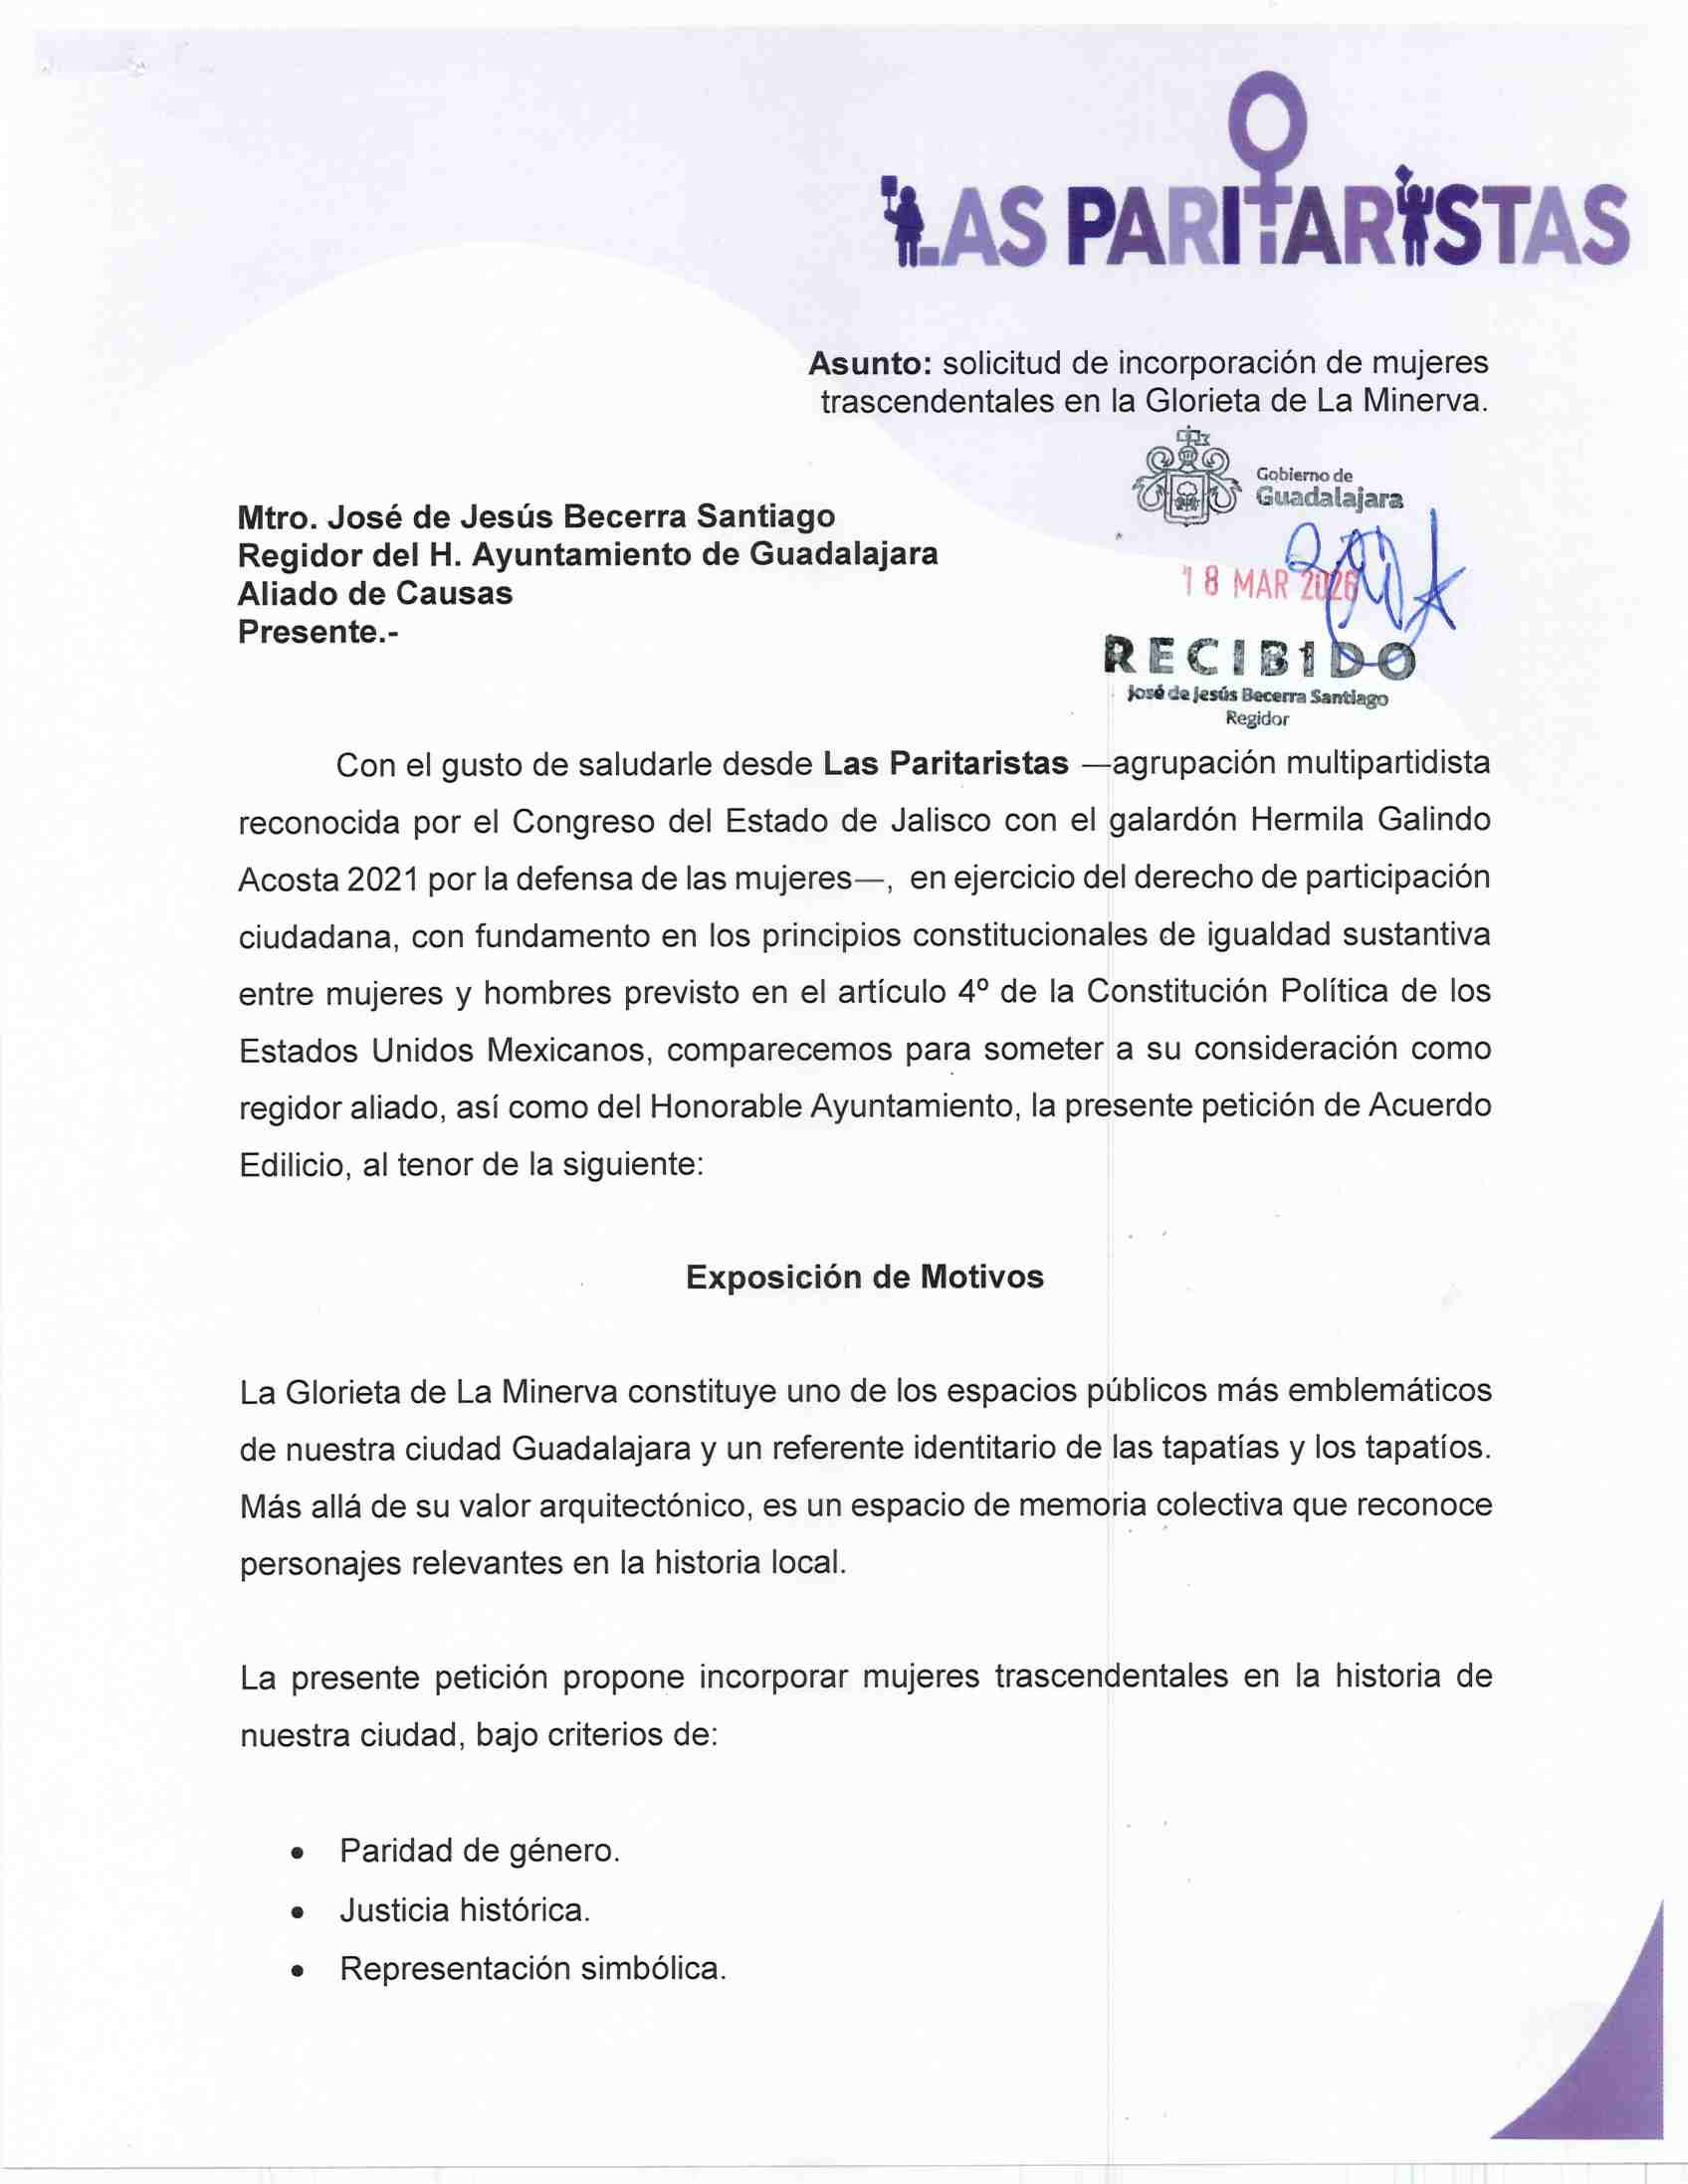 LAS PARITARISTAS
Asunto: solicitud de incorporación de mujeres
trascendentales en la Glorieta de La Minerva.
Gobierno de
Guadalajara
Mtro. José de Jesús Becerra Santiago
Regidor del H. Ayuntamiento de Guadalajara
Aliado de Causas
Presente.-
18 MAR 2026
RECIBIDO
José de Jesús Becerra Santiago
Regidor
Con el gusto de saludarle desde Las Paritaristas —agrupación multipartidista
reconocida por el Congreso del Estado de Jalisco con el galardón Hermila Galindo
Acosta 2021 por la defensa de las mujeres—, en ejercicio del derecho de participación
ciudadana, con fundamento en los principios constitucionales de igualdad sustantiva
entre mujeres y hombres previsto en el artículo 4º de la Constitución Política de los
Estados Unidos Mexicanos, comparecemos para someter a su consideración como
regidor aliado, así como del Honorable Ayuntamiento, la presente petición de Acuerdo
Edilicio, al tenor de la siguiente:
Exposición de Motivos
La Glorieta de La Minerva constituye uno de los espacios públicos más emblemáticos
de nuestra ciudad Guadalajara y un referente identitario de las tapatías y los tapatíos.
Más allá de su valor arquitectónico, es un espacio de memoria colectiva que reconoce
personajes relevantes en la historia local.
La presente petición propone incorporar mujeres trascendentales en la historia de
nuestra ciudad, bajo criterios de:
• Paridad de género.
• Justicia histórica.
• Representación simbólica.